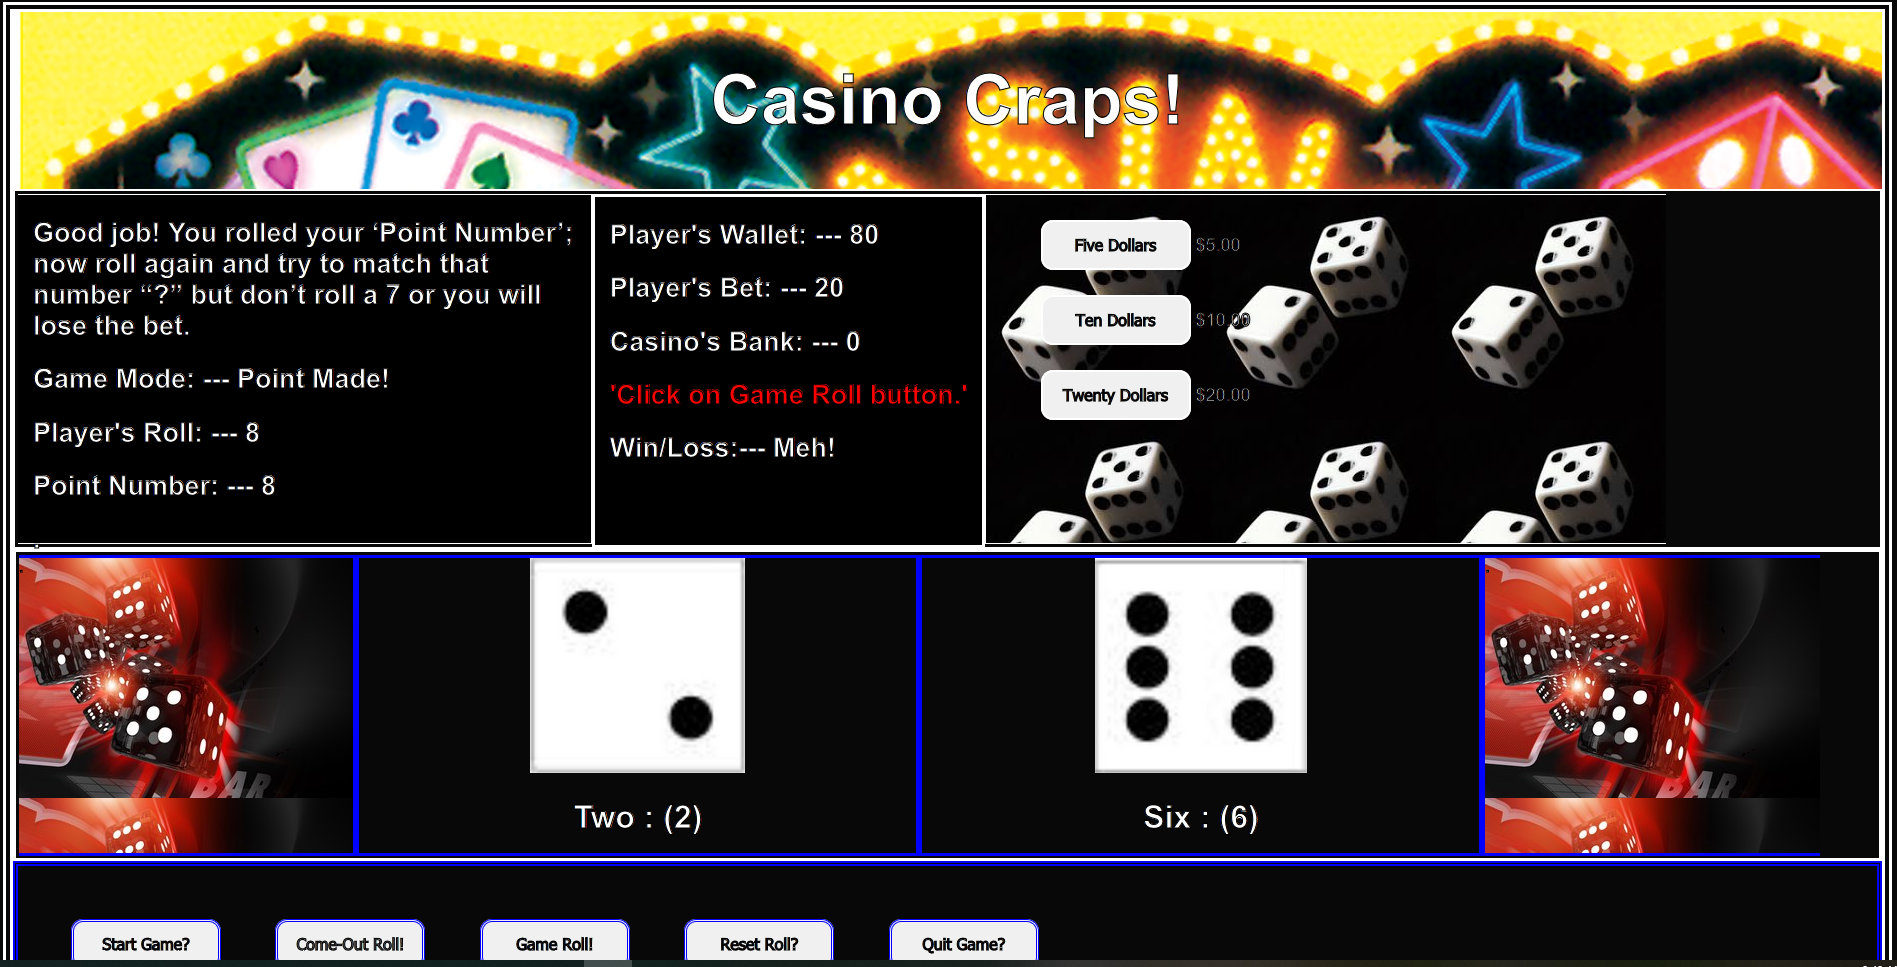 Casino Craps!
SIN
Good job! You rolled your ‘Point Number’;
now roll again and try to match that
number “?” but don’t roll a 7 or you will
lose the bet.
Game Mode: --- Point Made!
Player's Roll: --- 8
Point Number: --- 8
Player's Wallet: --- 80
Player's Bet: --- 20
Casino's Bank: --- 0
'Click on Game Roll button.'
Win/Loss:--- Meh!
Five Dollars $5.00
Ten Dollars $10.00
Twenty Dollars $20.00
BAR
BAR
Two : (2)
Six : (6)
Start Game?
Come-Out Roll!
Game Roll!
Reset Roll?
Quit Game?